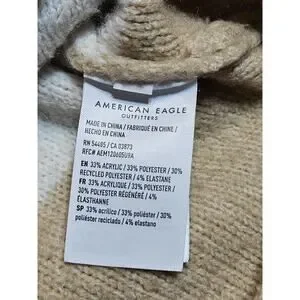 AMERICAN EAGLE
OUTFITTERS
MADE IN CHINA / FABRIQUÉ EN CHINE /
HECHO EN CHINA
RN 54485 / CA 03873
RFC# AEM120605U9A
EN 33% ACRYLIC / 33% POLYESTER / 30%
RECYCLED POLYESTER / 4% ELASTANE
FR 33% ACRYLIQUE / 33% POLYESTER /
30% POLYESTER RÉGÉNÉRÉ / 4%
ÉLASTHANNE
SP 33% acrílico / 33% poliéster / 30%
poliéster reciclado / 4% elastano